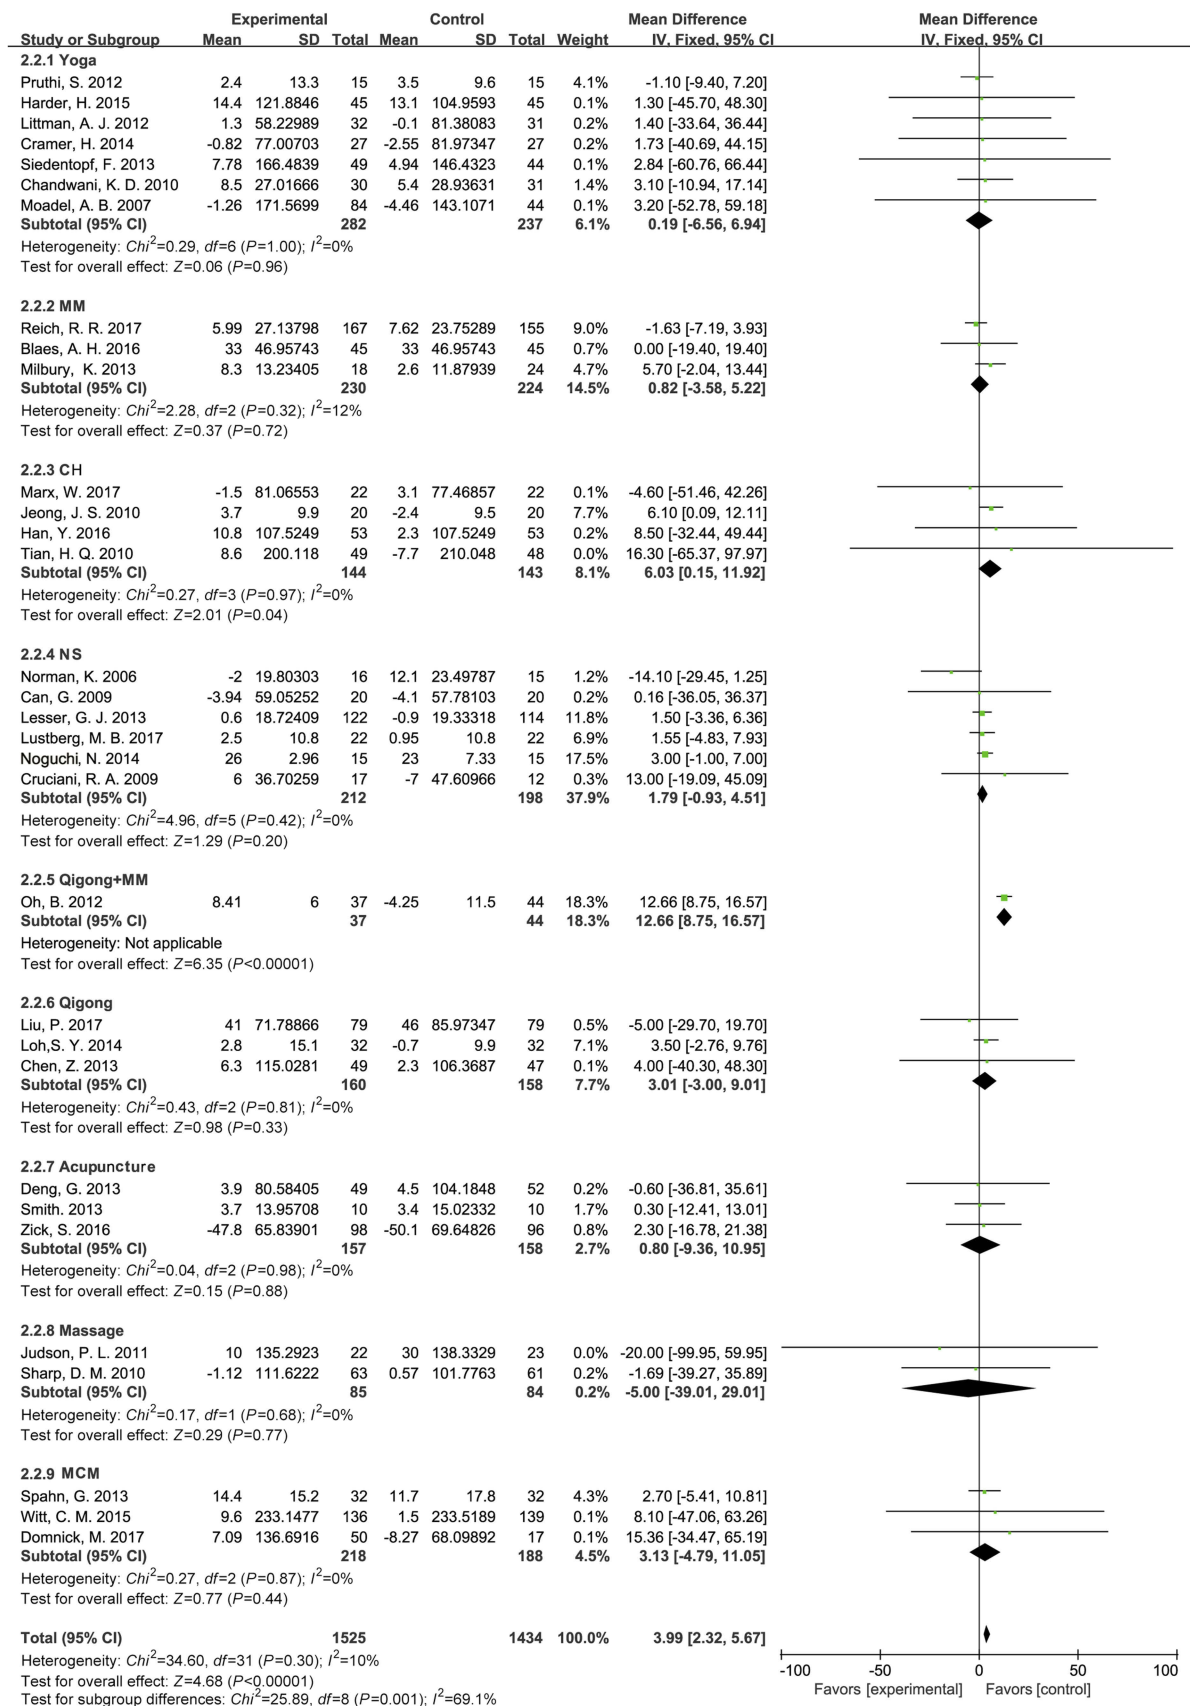 Experimental Control Mean Difference Mean Difference
Study or Subgroup Mean SD Total Mean SD Total Weight IV, Fixed, 95% CI IV, Fixed, 95% CI
2.2.1 Yoga
Pruthi, S. 2012 2.4 13.3 15 3.5 9.6 15 4.1% -1.10 [-9.40, 7.20]
Harder, H. 2015 14.4 121.8846 45 13.1 104.9593 45 0.1% 1.30 [-45.70, 48.30]
Littman, A. J. 2012 1.3 58.22989 32 -0.1 81.38083 31 0.2% 1.40 [-33.64, 36.44]
Cramer, H. 2014 -0.82 77.00703 27 -2.55 81.97347 27 0.2% 1.73 [-40.69, 44.15]
Siedentopf, F. 2013 7.78 166.4839 49 4.94 146.4323 44 0.1% 2.84 [-60.76, 66.44]
Chandwani, K. D. 2010 8.5 27.01666 30 5.4 28.93631 31 1.4% 3.10 [-10.94, 17.14]
Moadel, A. B. 2007 -1.26 171.5699 84 -4.46 143.1071 44 0.1% 3.20 [-52.78, 59.18]
Subtotal (95% CI) 282 237 6.1% 0.19 [-6.56, 6.94]
Heterogeneity: Chi²=0.29, df=6 (P=1.00); I²=0%
Test for overall effect: Z=0.06 (P=0.96)
2.2.2 MM
Reich, R. R. 2017 5.99 27.13798 167 7.62 23.75289 155 9.0% -1.63 [-7.19, 3.93]
Blaes, A. H. 2016 33 46.95743 45 33 46.95743 45 0.7% 0.00 [-19.40, 19.40]
Milbury, K. 2013 8.3 13.23405 18 2.6 11.87939 24 4.7% 5.70 [-2.04, 13.44]
Subtotal (95% CI) 230 224 14.5% 0.82 [-3.58, 5.22]
Heterogeneity: Chi²=2.28, df=2 (P=0.32); I²=12%
Test for overall effect: Z=0.37 (P=0.72)
2.2.3 CH
Marx, W. 2017 -1.5 81.06553 22 3.1 77.46857 22 0.1% -4.60 [-51.46, 42.26]
Jeong, J. S. 2010 3.7 9.9 20 -2.4 9.5 20 7.7% 6.10 [0.09, 12.11]
Han, Y. 2016 10.8 107.5249 53 2.3 107.5249 53 0.2% 8.50 [-32.44, 49.44]
Tian, H. Q. 2010 8.6 200.118 49 -7.7 210.048 48 0.0% 16.30 [-65.37, 97.97]
Subtotal (95% CI) 144 143 8.1% 6.03 [0.15, 11.92]
Heterogeneity: Chi²=0.27, df=3 (P=0.97); I²=0%
Test for overall effect: Z=2.01 (P=0.04)
2.2.4 NS
Norman, K. 2006 -2 19.80303 16 12.1 23.49787 15 1.2% -14.10 [-29.45, 1.25]
Can, G. 2009 -3.94 59.05252 20 -4.1 57.78103 20 0.2% 0.16 [-36.05, 36.37]
Lesser, G. J. 2013 0.6 18.72409 122 -0.9 19.33318 114 11.8% 1.50 [-3.36, 6.36]
Lustberg, M. B. 2017 2.5 10.8 22 0.95 10.8 22 6.9% 1.55 [-4.83, 7.93]
Noguchi, N. 2014 26 2.96 15 23 7.33 15 17.5% 3.00 [-1.00, 7.00]
Cruciani, R. A. 2009 6 36.70259 17 -7 47.60966 12 0.3% 13.00 [-19.09, 45.09]
Subtotal (95% CI) 212 198 37.9% 1.79 [-0.93, 4.51]
Heterogeneity: Chi²=4.96, df=5 (P=0.42); I²=0%
Test for overall effect: Z=1.29 (P=0.20)
2.2.5 Qigong+MM
Oh, B. 2012 8.41 6 37 -4.25 11.5 44 18.3% 12.66 [8.75, 16.57]
Subtotal (95% CI) 37 44 18.3% 12.66 [8.75, 16.57]
Heterogeneity: Not applicable
Test for overall effect: Z=6.35 (P<0.00001)
2.2.6 Qigong
Liu, P. 2017 41 71.78866 79 46 85.97347 79 0.5% -5.00 [-29.70, 19.70]
Loh,S. Y. 2014 2.8 15.1 32 -0.7 9.9 32 7.1% 3.50 [-2.76, 9.76]
Chen, Z. 2013 6.3 115.0281 49 2.3 106.3687 47 0.1% 4.00 [-40.30, 48.30]
Subtotal (95% CI) 160 158 7.7% 3.01 [-3.00, 9.01]
Heterogeneity: Chi²=0.43, df=2 (P=0.81); I²=0%
Test for overall effect: Z=0.98 (P=0.33)
2.2.7 Acupuncture
Deng, G. 2013 3.9 80.58405 49 4.5 104.1848 52 0.2% -0.60 [-36.81, 35.61]
Smith. 2013 3.7 13.95708 10 3.4 15.02332 10 1.7% 0.30 [-12.41, 13.01]
Zick, S. 2016 -47.8 65.83901 98 -50.1 69.64826 96 0.8% 2.30 [-16.78, 21.38]
Subtotal (95% CI) 157 158 2.7% 0.80 [-9.36, 10.95]
Heterogeneity: Chi²=0.04, df=2 (P=0.98); I²=0%
Test for overall effect: Z=0.15 (P=0.88)
2.2.8 Massage
Judson, P. L. 2011 10 135.2923 22 30 138.3329 23 0.0% -20.00 [-99.95, 59.95]
Sharp, D. M. 2010 -1.12 111.6222 63 0.57 101.7763 61 0.2% -1.69 [-39.27, 35.89]
Subtotal (95% CI) 85 84 0.2% -5.00 [-39.01, 29.01]
Heterogeneity: Chi²=0.17, df=1 (P=0.68); I²=0%
Test for overall effect: Z=0.29 (P=0.77)
2.2.9 MCM
Spahn, G. 2013 14.4 15.2 32 11.7 17.8 32 4.3% 2.70 [-5.41, 10.81]
Witt, C. M. 2015 9.6 233.1477 136 1.5 233.5189 139 0.1% 8.10 [-47.06, 63.26]
Domnick, M. 2017 7.09 136.6916 50 -8.27 68.09892 17 0.1% 15.36 [-34.47, 65.19]
Subtotal (95% CI) 218 188 4.5% 3.13 [-4.79, 11.05]
Heterogeneity: Chi²=0.27, df=2 (P=0.87); I²=0%
Test for overall effect: Z=0.77 (P=0.44)
Total (95% CI) 1525 1434 100.0% 3.99 [2.32, 5.67]
Heterogeneity: Chi²=34.60, df=31 (P=0.30); I²=10%
Test for overall effect: Z=4.68 (P<0.00001)
Test for subgroup differences: Chi²=25.89, df=8 (P=0.001); I²=69.1%
-100 -50 0 50 100
Favors [experimental] Favors [control]